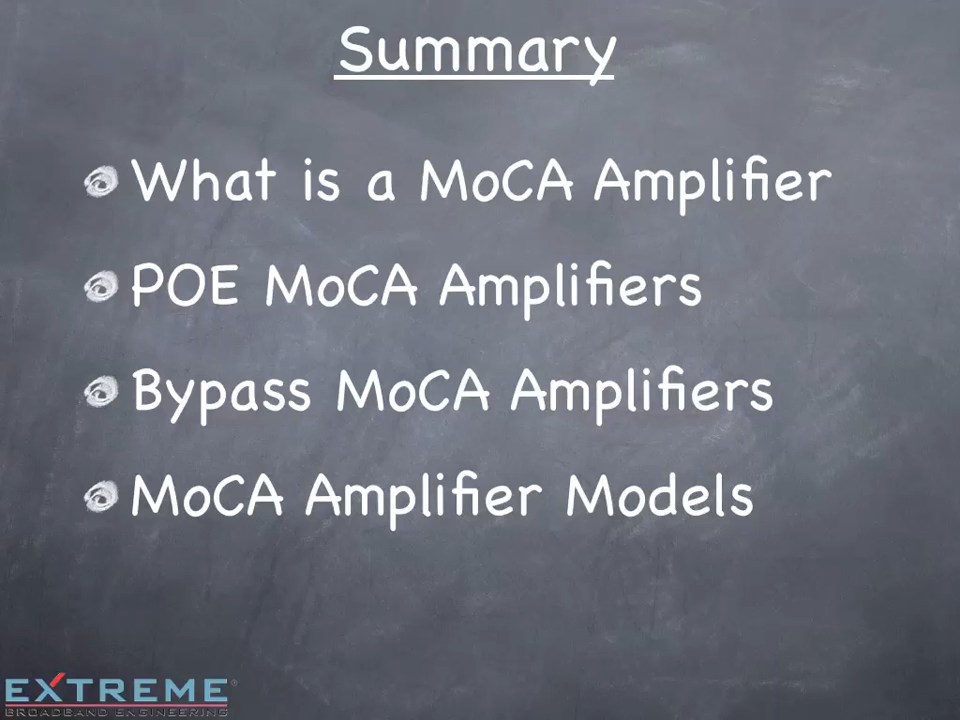 Summary
What is a MoCA Amplifier
POE MoCA Amplifiers
Bypass MoCA Amplifiers
MoCA Amplifier Models
EXTREME
BROADBAND ENGINEERING